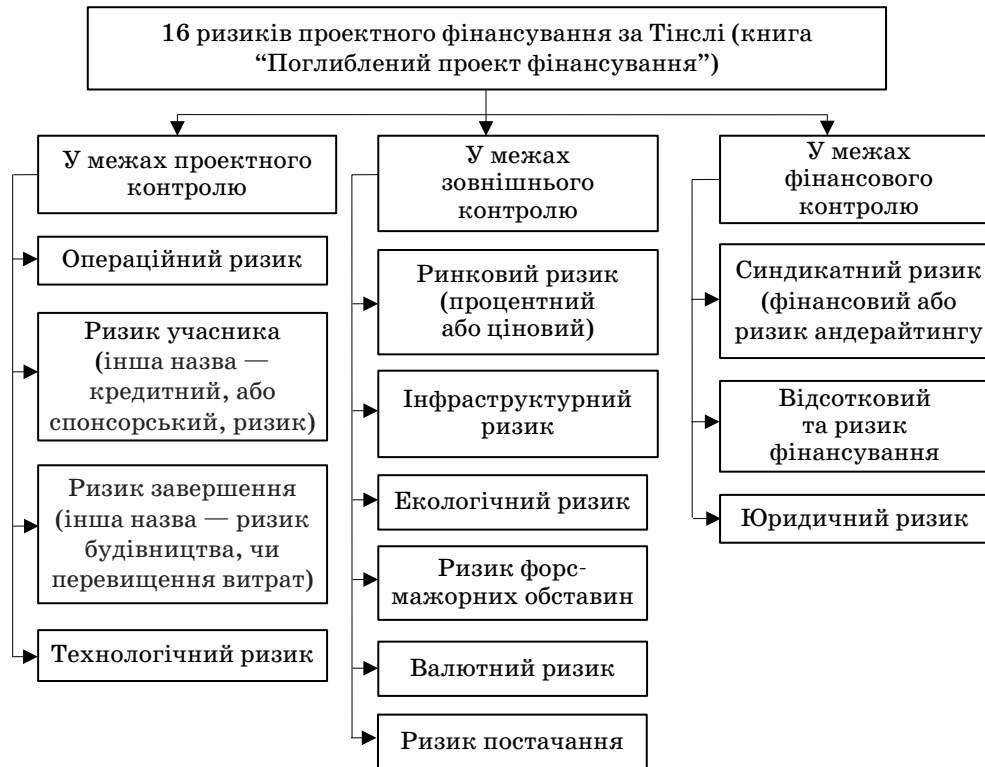 16 ризиків проектного фінансування за Тінслі (книга
“Поглиблений проект фінансування”)
У межах проектного
контролю
Операційний ризик
Ризик учасника
(інша назва —
кредитний, або
спонсорський, ризик)
Ризик завершення
(інша назва — ризик
будівництва, чи
перевищення витрат)
Технологічний ризик
У межах
зовнішнього
контролю
Ринковий ризик
(процентний
або ціновий)
Інфраструктурний
ризик
Екологічний ризик
Ризик форс-
мажорних обставин
Валютний ризик
Ризик постачання
У межах
фінансового
контролю
Синдикатний ризик
(фінансовий або
ризик андерайтингу
Відсотковий
та ризик
фінансування
Юридичний ризик